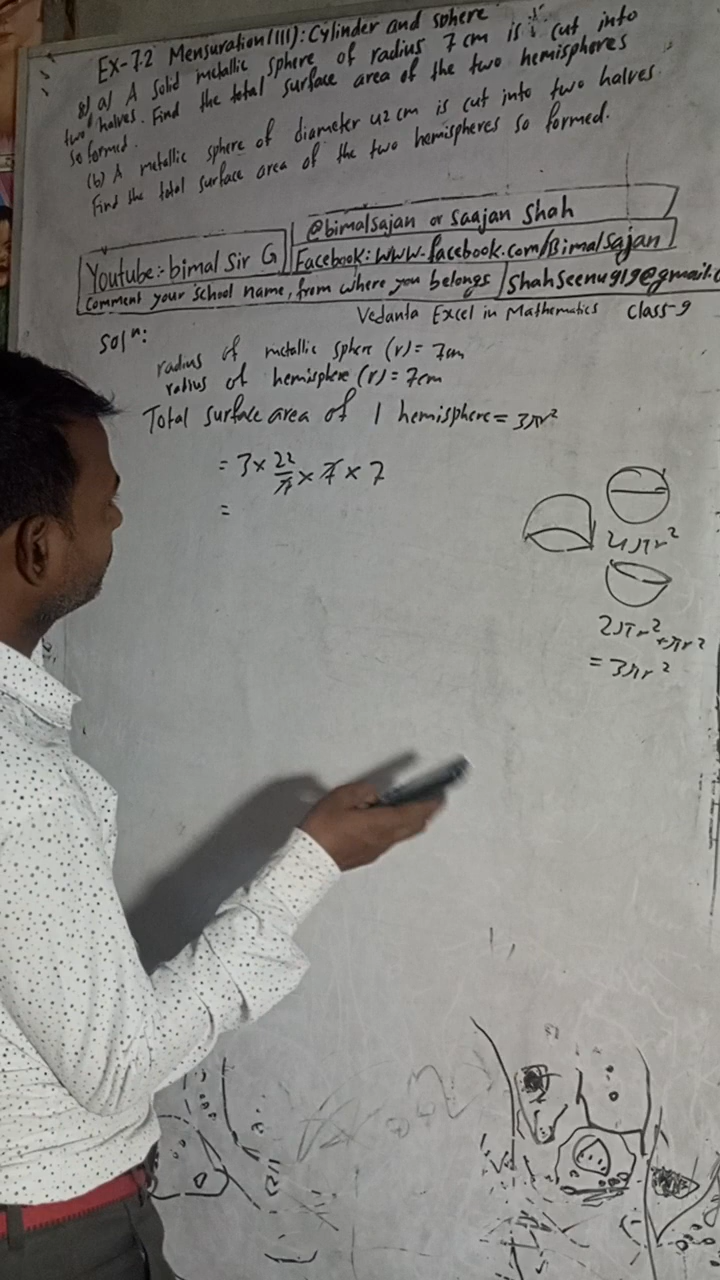 Ex-7.2 Mensuration(III): Cylinder and sphere
8) a) A solid metallic sphere of radius 7 cm is cut into
two halves. Find the total surface area of the two hemispheres
so formed.
(b) A metallic sphere of diameter 42 cm is cut into two halves.
Find the total surface area of the two hemispheres so formed.
@bimalsajan or Saajan Shah
Youtube:- bimal Sir G
Facebook: www.facebook.com/Bimalsajan
Comment your school name, from where you belongs
Shahseenu919@gmail.c
Vedanta Excel in Mathematics Class-9
Solⁿ:
radius of metallic sphere (r) = 7cm
radius of hemisphere (r) = 7cm
Total surface area of 1 hemisphere = 3πr²
= 3 × 22/7 × 7 × 7
=
4πr²
2πr² + πr²
= 3πr²